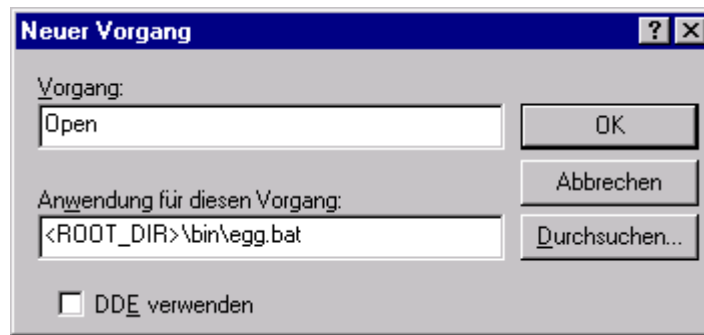 Neuer Vorgang
Vorgang:
Open
OK
Abbrechen
Anwendung für diesen Vorgang:
<ROOT_DIR>\bin\egg.bat
Durchsuchen...
DDE verwenden